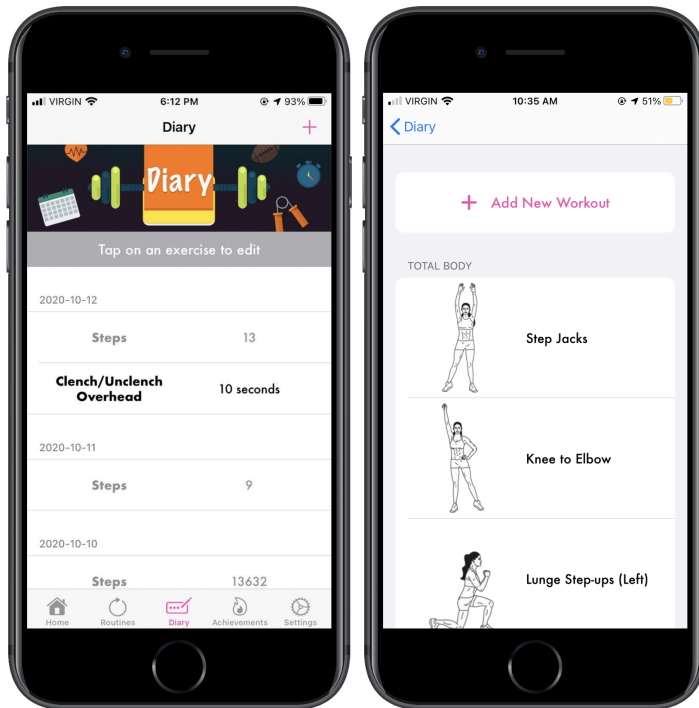 VIRGIN 6:12 PM 93%
Diary
Diary
Tap on an exercise to edit
2020-10-12
Steps 13
Clench/Unclench
Overhead 10 seconds
2020-10-11
Steps 9
2020-10-10
Steps 13632
Home Routines Diary Achievements Settings
VIRGIN 10:35 AM 51%
Diary
+ Add New Workout
TOTAL BODY
Step Jacks
Knee to Elbow
Lunge Step-ups (Left)